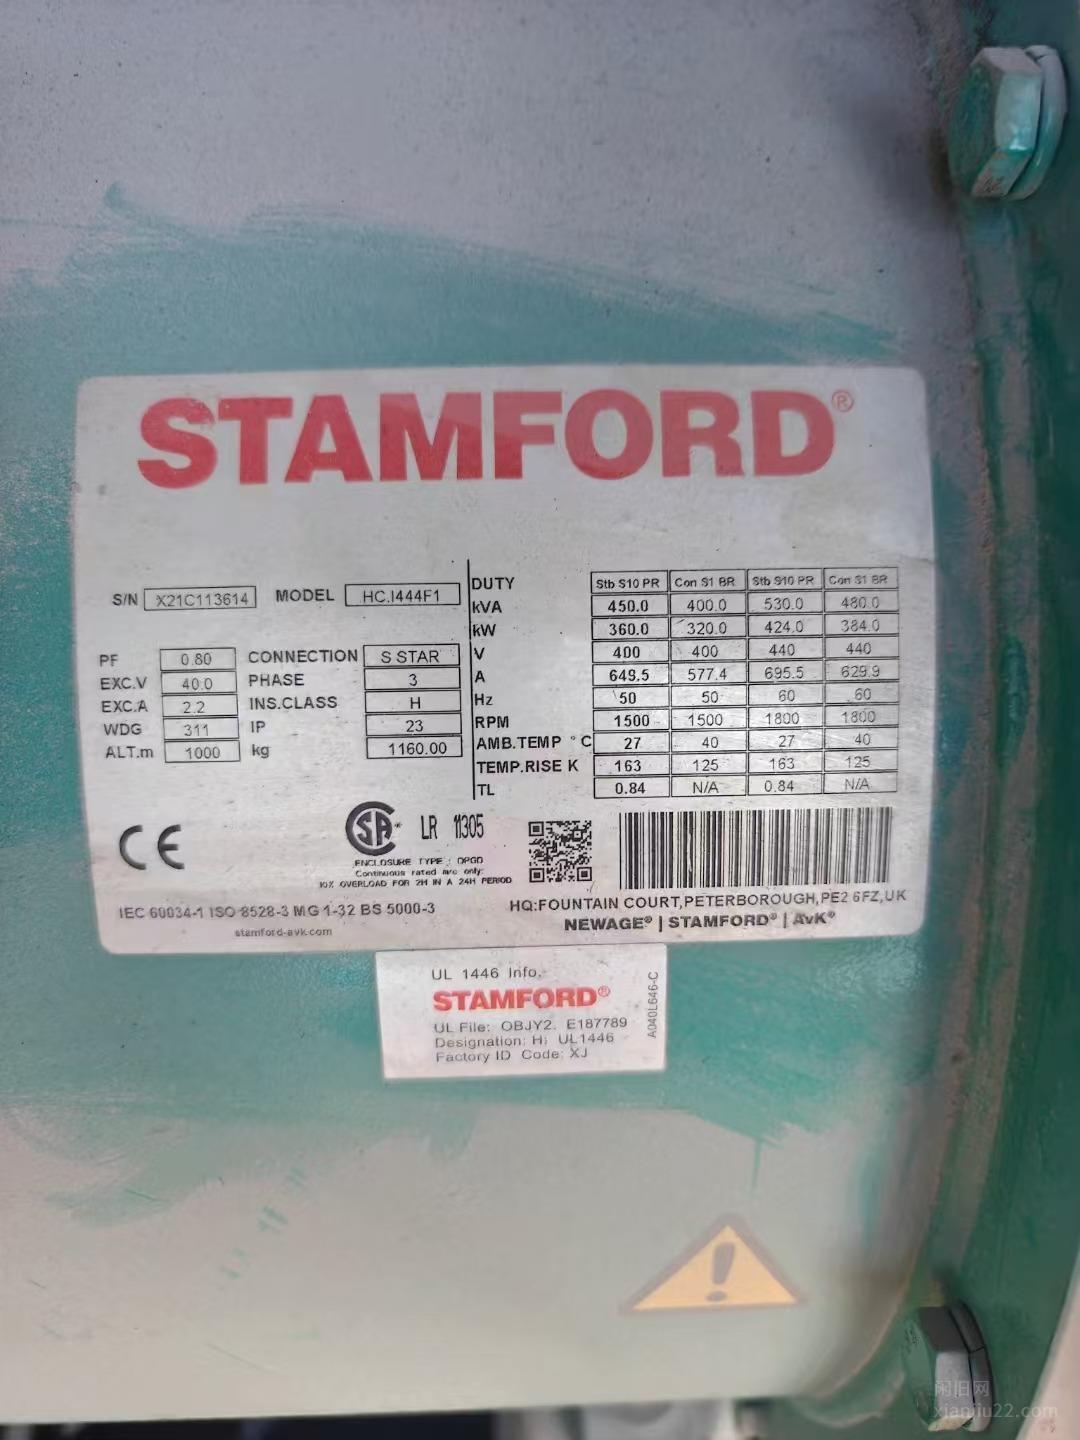 STAMFORD®
S/N X21C113614 MODEL HC.I444F1
PF 0.80 CONNECTION S STAR
EXC.V 40.0 PHASE 3
EXC.A 2.2 INS.CLASS H
WDG 311 IP 23
ALT.m 1000 kg 1160.00
DUTY Stb S10 PR Con S1 BR Stb S10 PR Con S1 BR
kVA 450.0 400.0 530.0 480.0
kW 360.0 320.0 424.0 384.0
V 400 400 440 440
A 649.5 577.4 695.5 629.9
Hz 50 50 60 60
RPM 1500 1500 1800 1800
AMB.TEMP °C 27 40 27 40
TEMP.RISE K 163 125 163 125
TL 0.84 N/A 0.84 N/A
CE
SA LR 11305
ENCLOSURE TYPE : OPGD
Continuous rated mrc only:
10% OVERLOAD FOR 2H IN A 24H PERIOD
IEC 60034-1 ISO 8528-3 MG 1-32 BS 5000-3
stamford-avk.com
HQ:FOUNTAIN COURT,PETERBOROUGH,PE2 6FZ,UK
NEWAGE® | STAMFORD® | AvK®
UL 1446 Info.
STAMFORD®
UL File: OBJY2. E187789
Designation: Hi UL1446
Factory ID Code: XJ
A040L646-C
闲旧网
xianjiu22.com